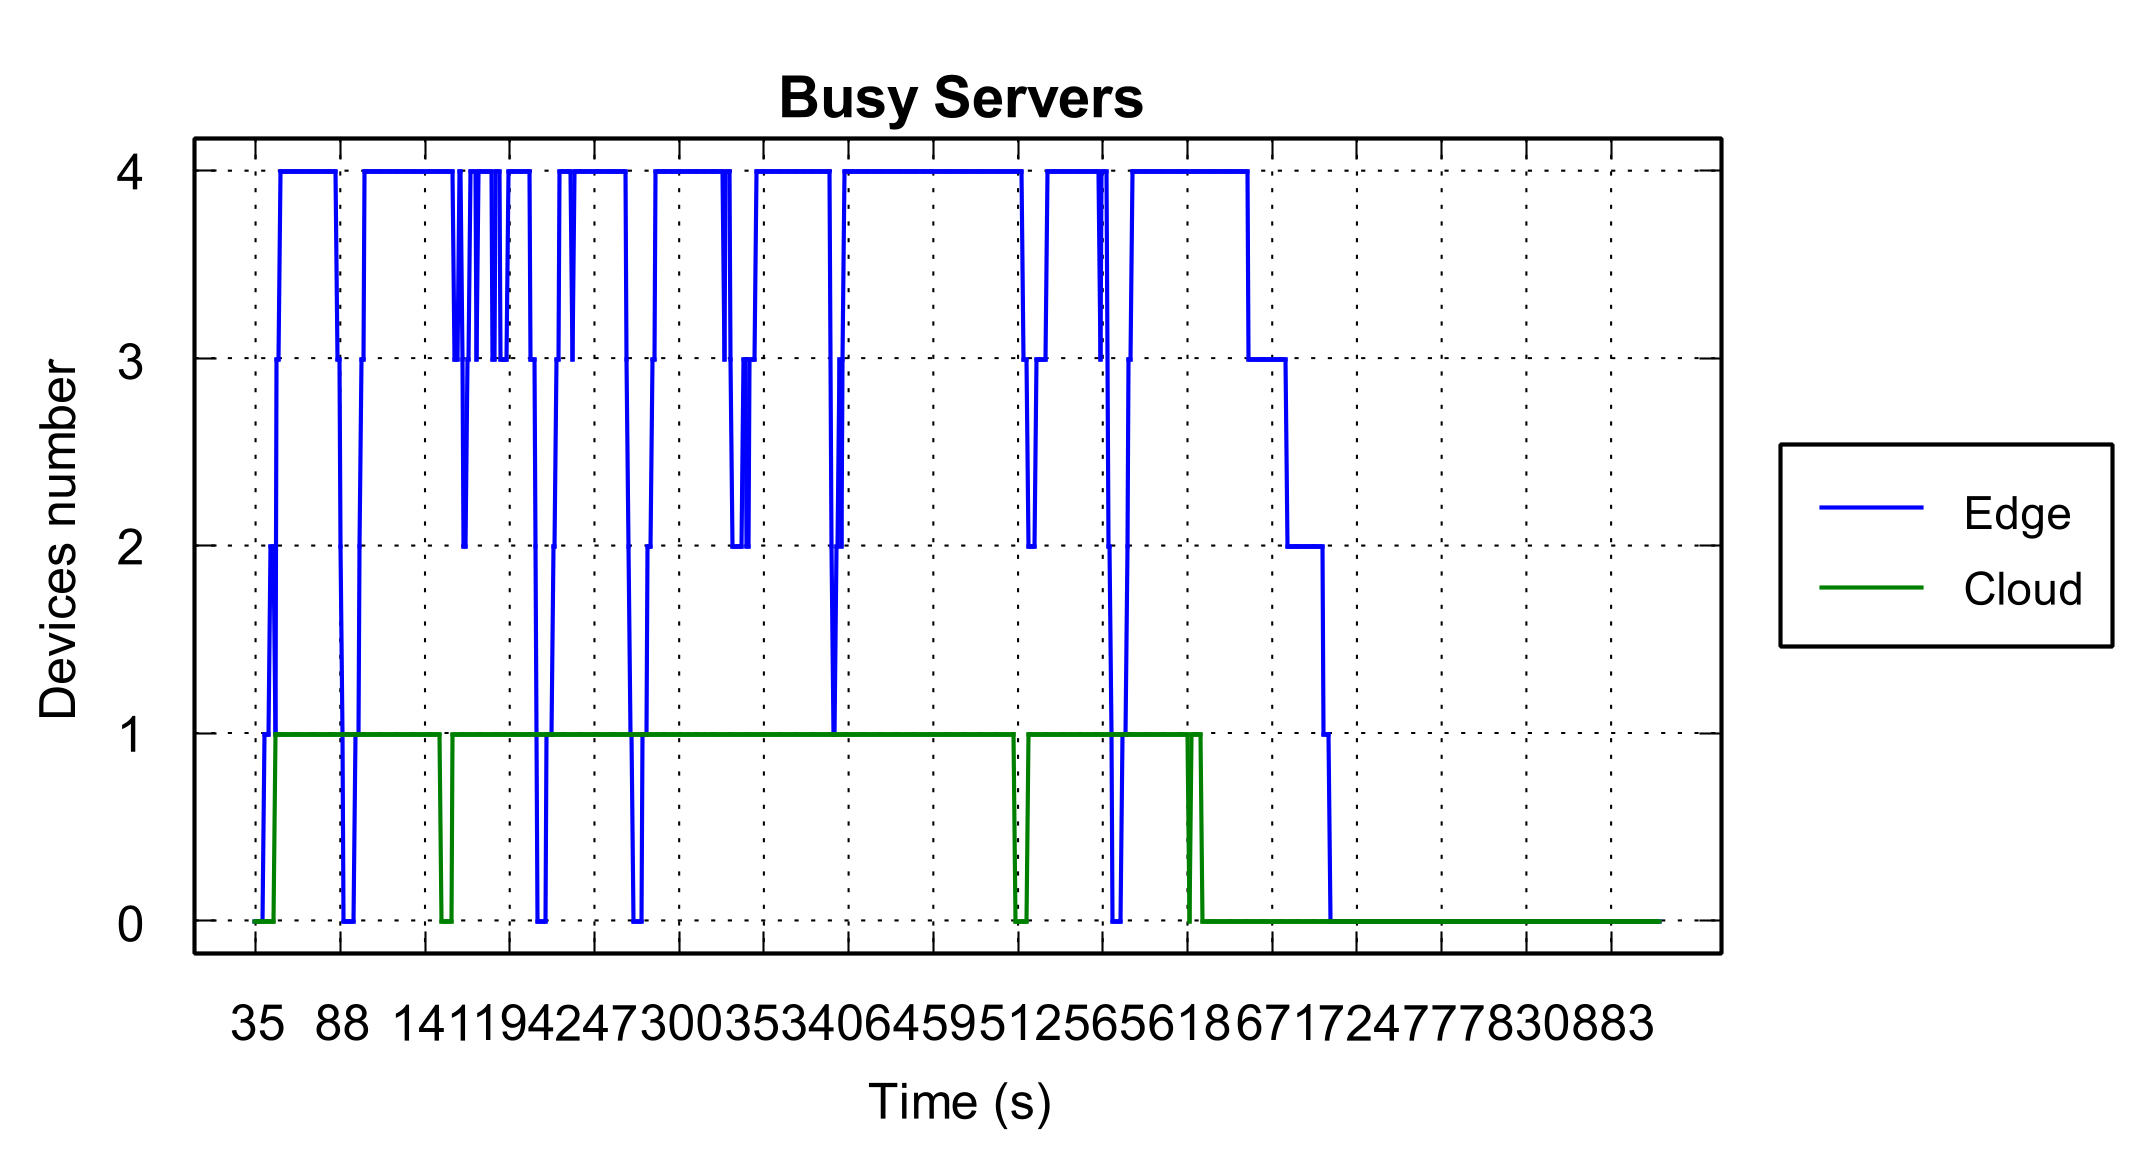 Busy Servers
4
3
2
1
0
Devices number
Edge
Cloud
35 88 141194247300353406459512565618671724777830883
Time (s)